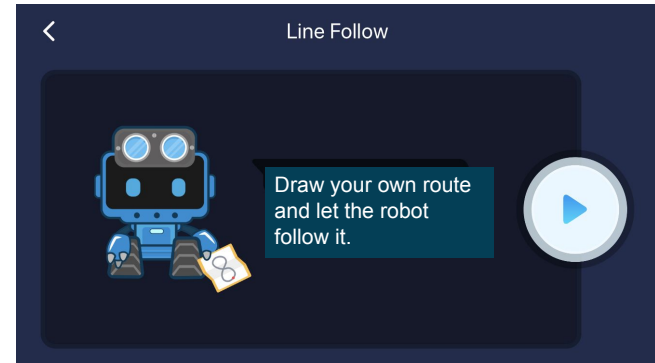 Line Follow
Draw your own route
and let the robot
follow it.